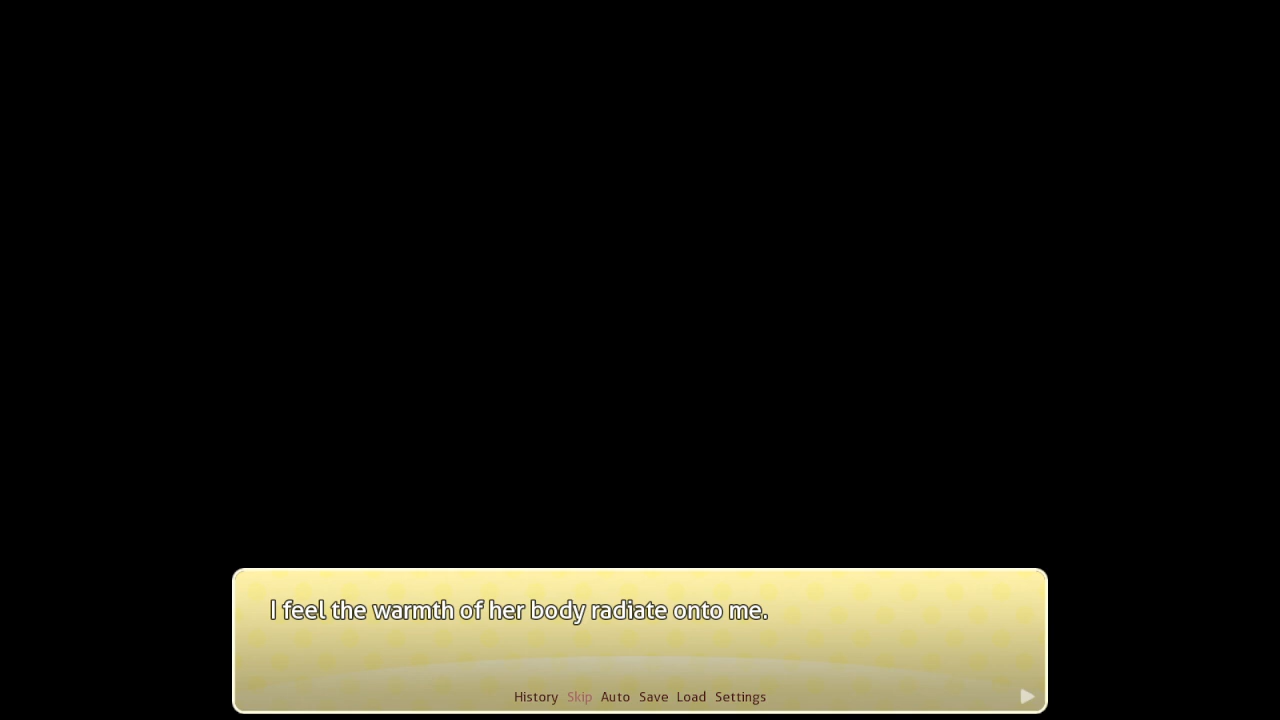 I feel the warmth of her body radiate onto me.
History Skip Auto Save Load Settings